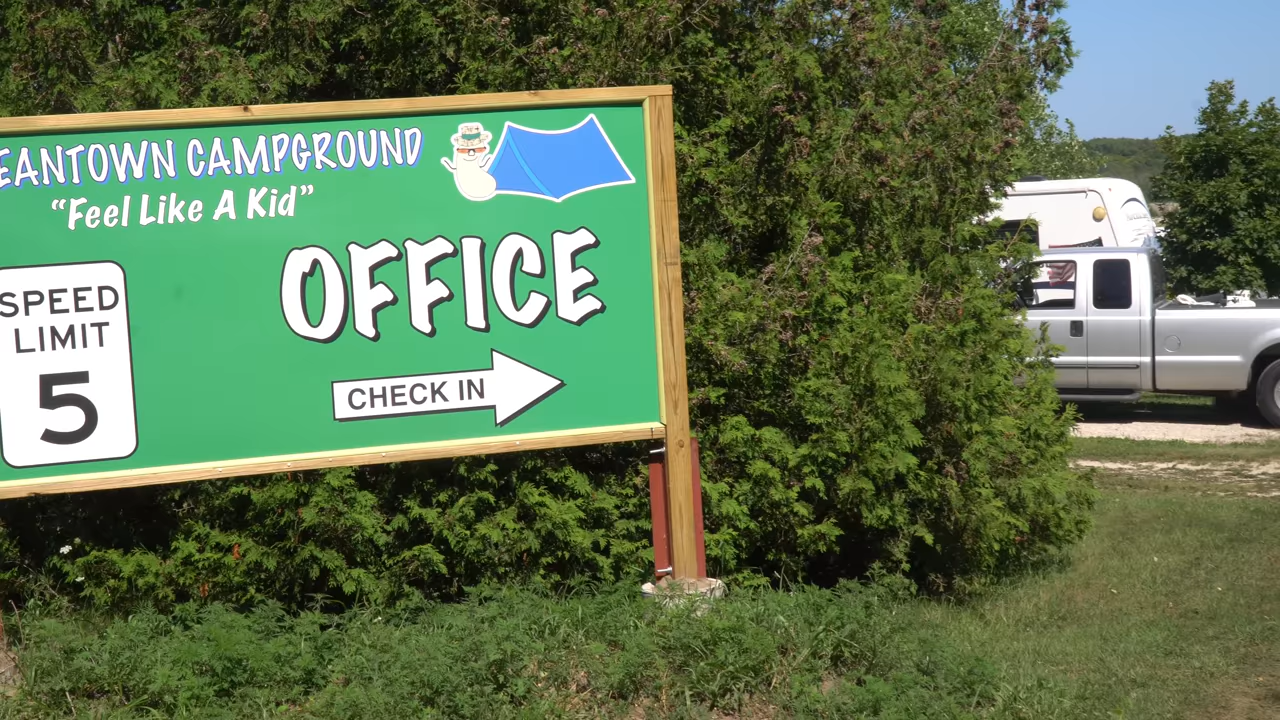 EANTOWN CAMPGROUND
"Feel Like A Kid"
OFFICE
SPEED
LIMIT
5
CHECK IN